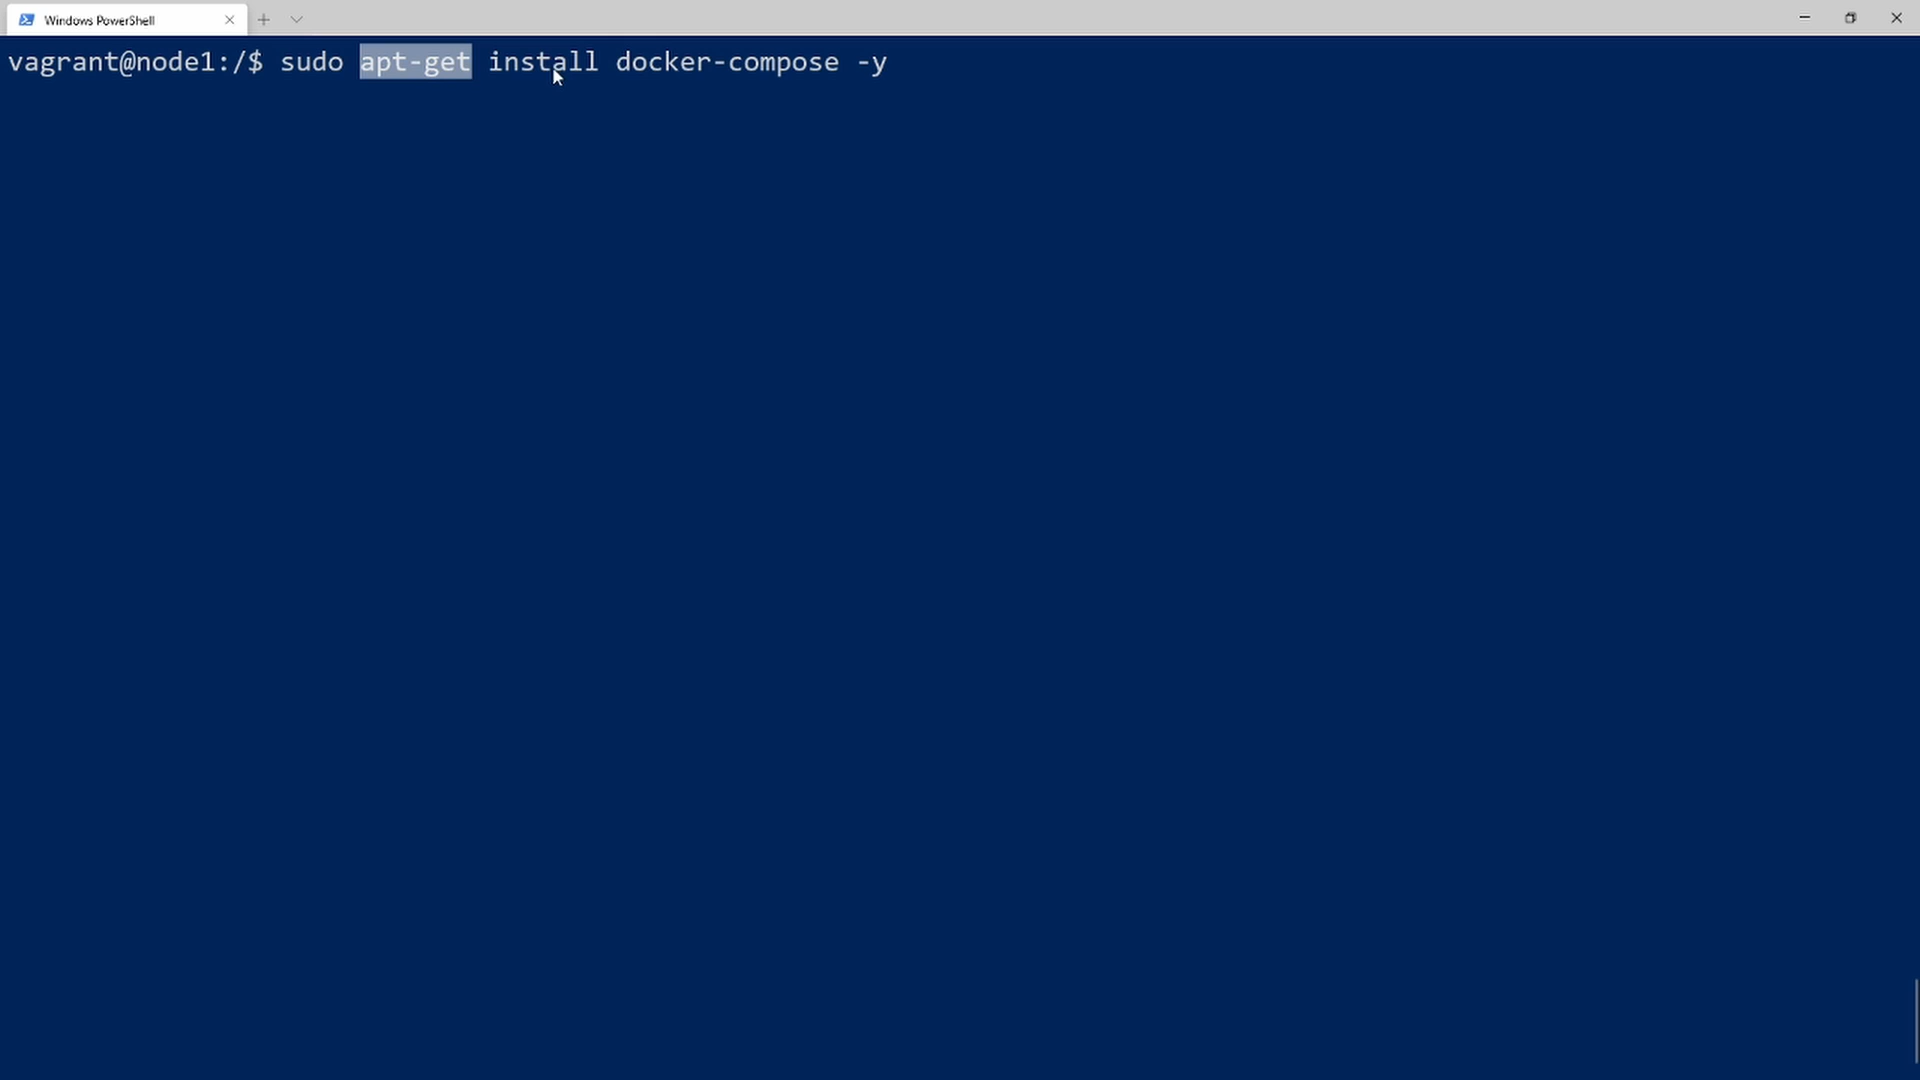 Windows PowerShell
vagrant@node1:/$ sudo apt-get install docker-compose -y